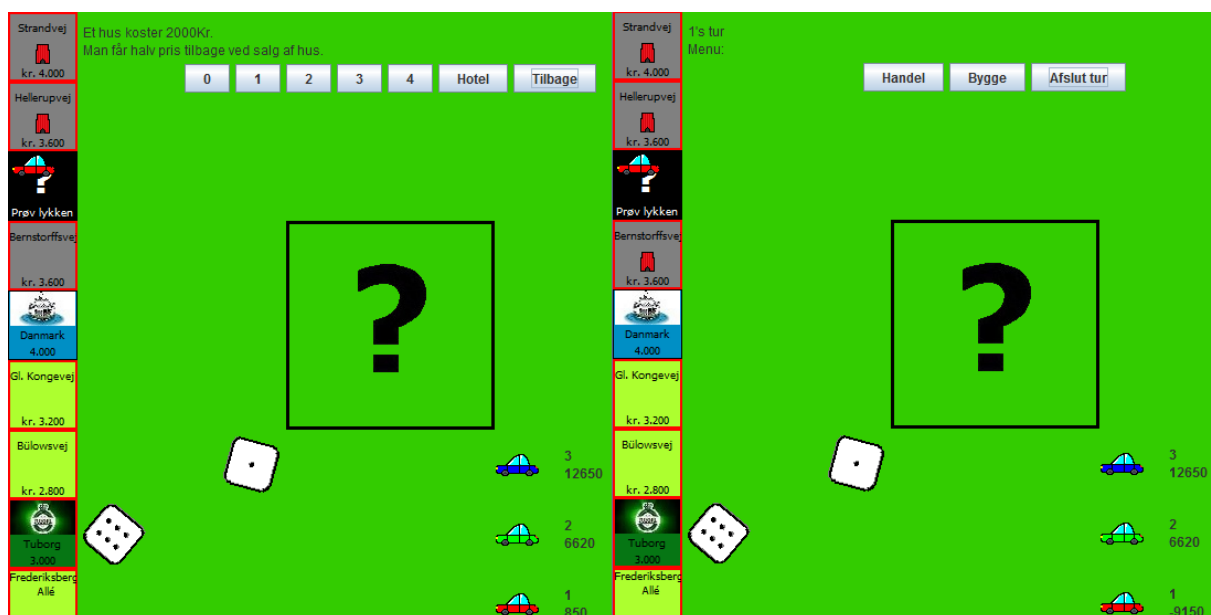 Strandvej
kr. 4.000
Hellerupvej
kr. 3.600
?
Prøv lykken
Bernstorffsvej
kr. 3.600
Danmark
4.000
Gl. Kongevej
kr. 3.200
Bülowsvej
kr. 2.800
Tuborg
3.000
Frederiksberg
Allé
Et hus koster 2000Kr.
Man får halv pris tilbage ved salg af hus.
0 1 2 3 4 Hotel Tilbage
?
3
12650
2
6620
1
850
Strandvej
kr. 4.000
Hellerupvej
kr. 3.600
?
Prøv lykken
Bernstorffsvej
kr. 3.600
Danmark
4.000
Gl. Kongevej
kr. 3.200
Bülowsvej
kr. 2.800
Tuborg
3.000
Frederiksberg
Allé
1's tur
Menu:
Handel Bygge Afslut tur
?
3
12650
2
6620
1
-9150